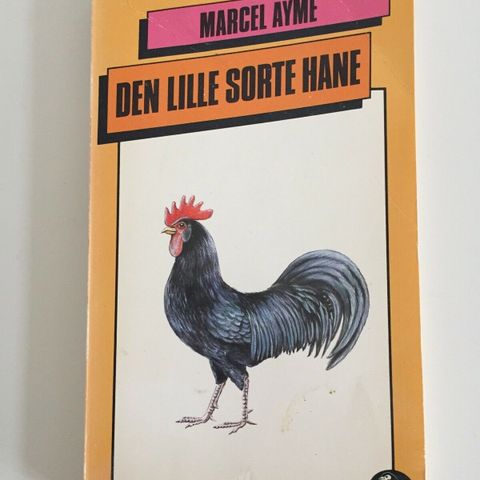 MARCEL AYMÉ
DEN LILLE SORTE HANE